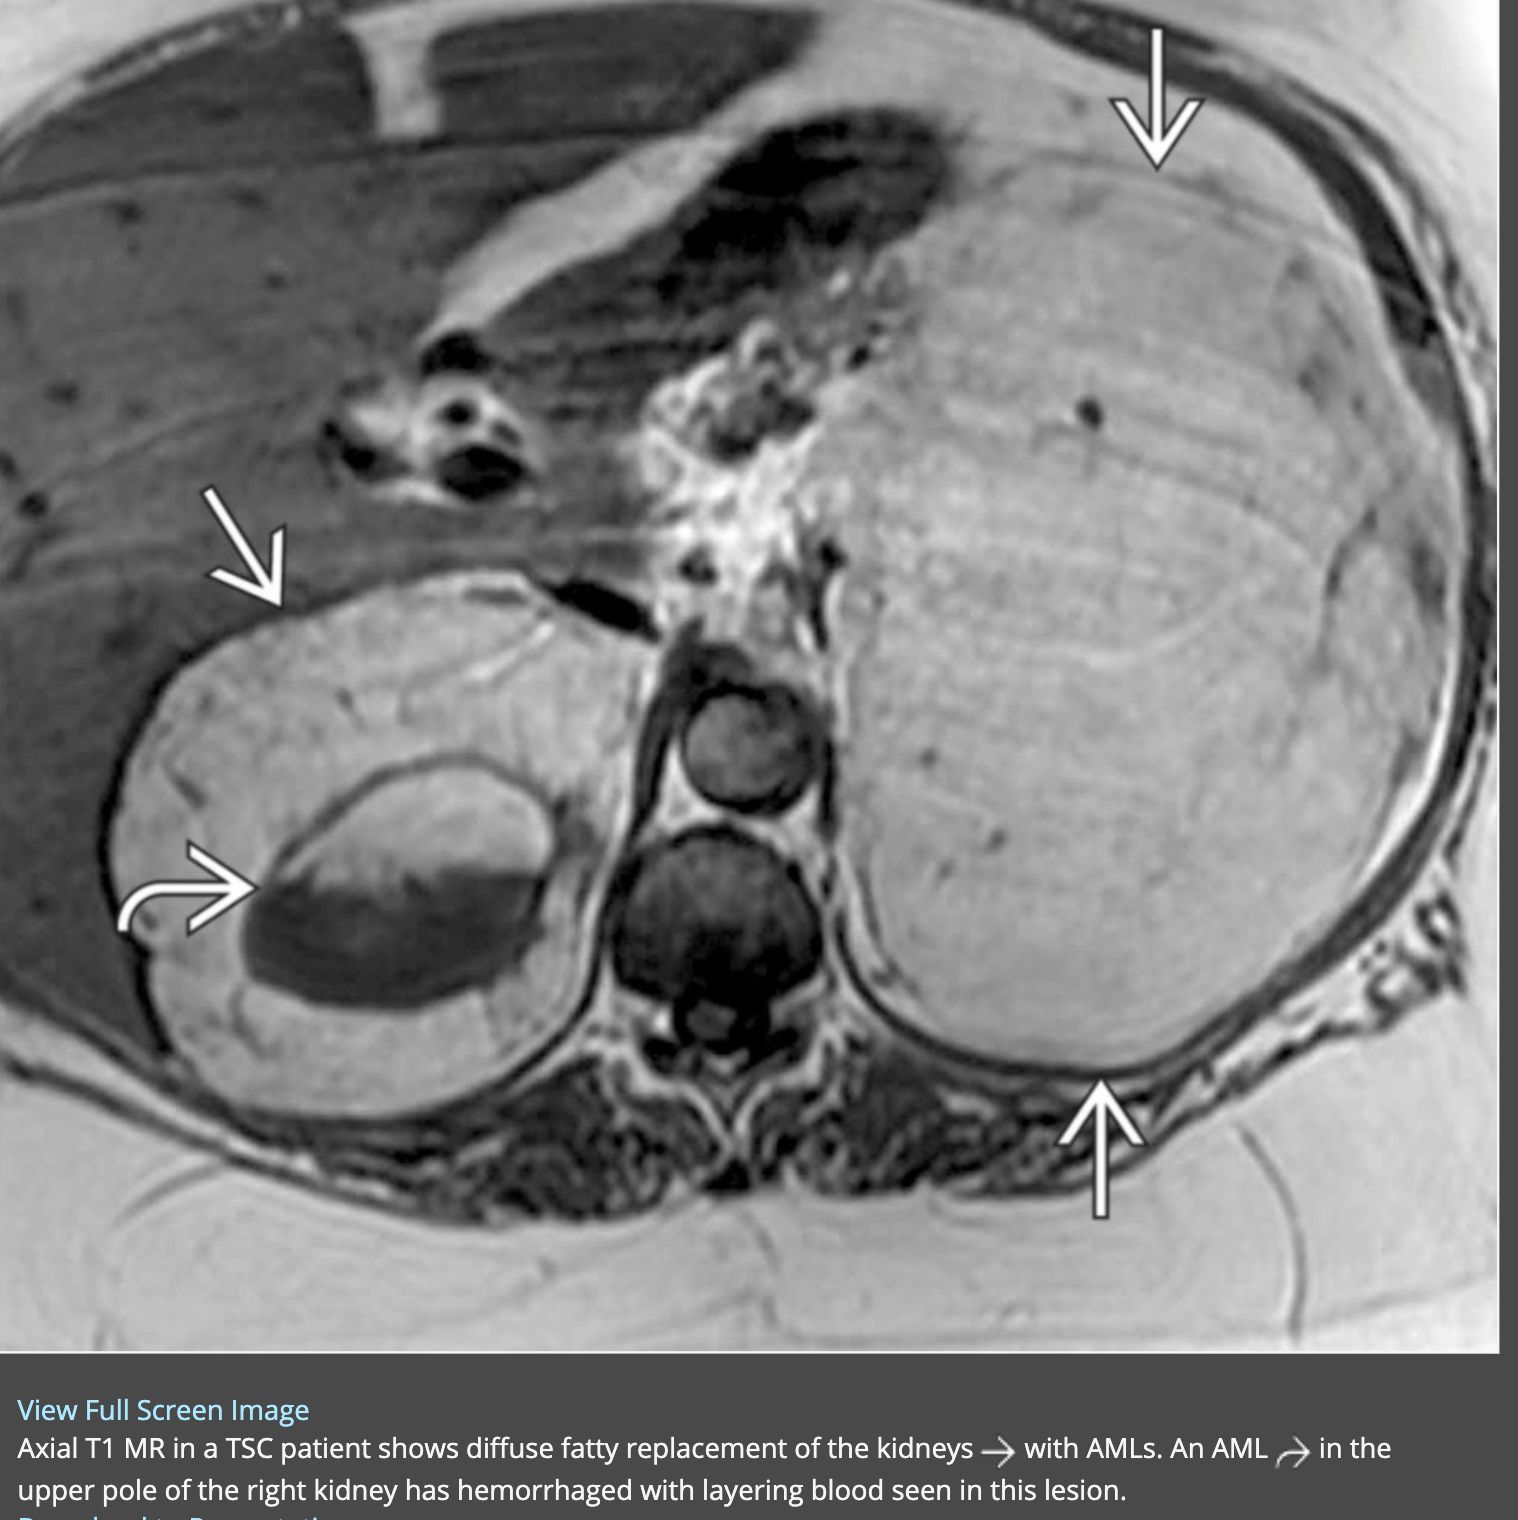 View Full Screen Image
Axial T1 MR in a TSC patient shows diffuse fatty replacement of the kidneys → with AMLs. An AML ↷ in the
upper pole of the right kidney has hemorrhaged with layering blood seen in this lesion.